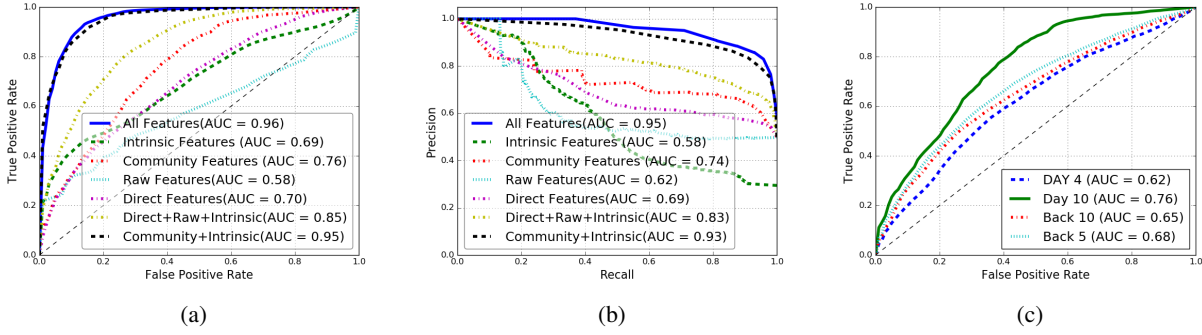 True Positive Rate
1.0
0.8
0.6
0.4
0.2
0.0
All Features(AUC = 0.96)
Intrinsic Features (AUC = 0.69)
Community Features (AUC = 0.76)
Raw Features(AUC = 0.58)
Direct Features(AUC = 0.70)
Direct+Raw+Intrinsic(AUC = 0.85)
Community+Intrinsic(AUC = 0.95)
0.0 0.2 0.4 0.6 0.8 1.0
False Positive Rate
(a)
Precision
1.0
0.8
0.6
0.4
0.2
0.0
All Features(AUC = 0.95)
Intrinsic Features(AUC = 0.58)
Community Features(AUC = 0.74)
Raw Features(AUC = 0.62)
Direct Features(AUC = 0.69)
Direct+Raw+Intrinsic(AUC = 0.83)
Community+Intrinsic(AUC = 0.93)
0.0 0.2 0.4 0.6 0.8 1.0
Recall
(b)
True Positive Rate
1.0
0.8
0.6
0.4
0.2
0.0
DAY 4 (AUC = 0.62)
Day 10 (AUC = 0.76)
Back 10 (AUC = 0.65)
Back 5 (AUC = 0.68)
0.0 0.2 0.4 0.6 0.8 1.0
False Positive Rate
(c)